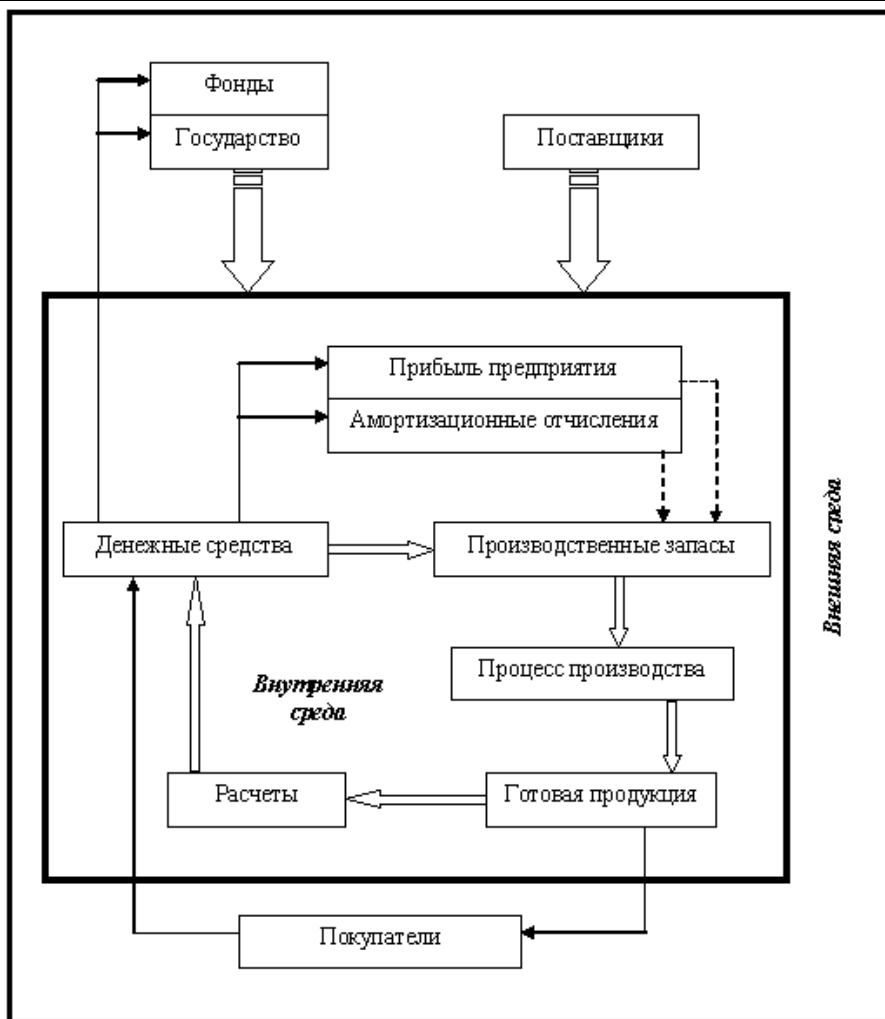 Фонды
Государство
Поставщики
Прибыль предприятия
Амортизационные отчисления
Денежные средства
Производственные запасы
Внешняя среда
Процесс производства
Внутренняя
среда
Расчеты
Готовая продукция
Покупатели